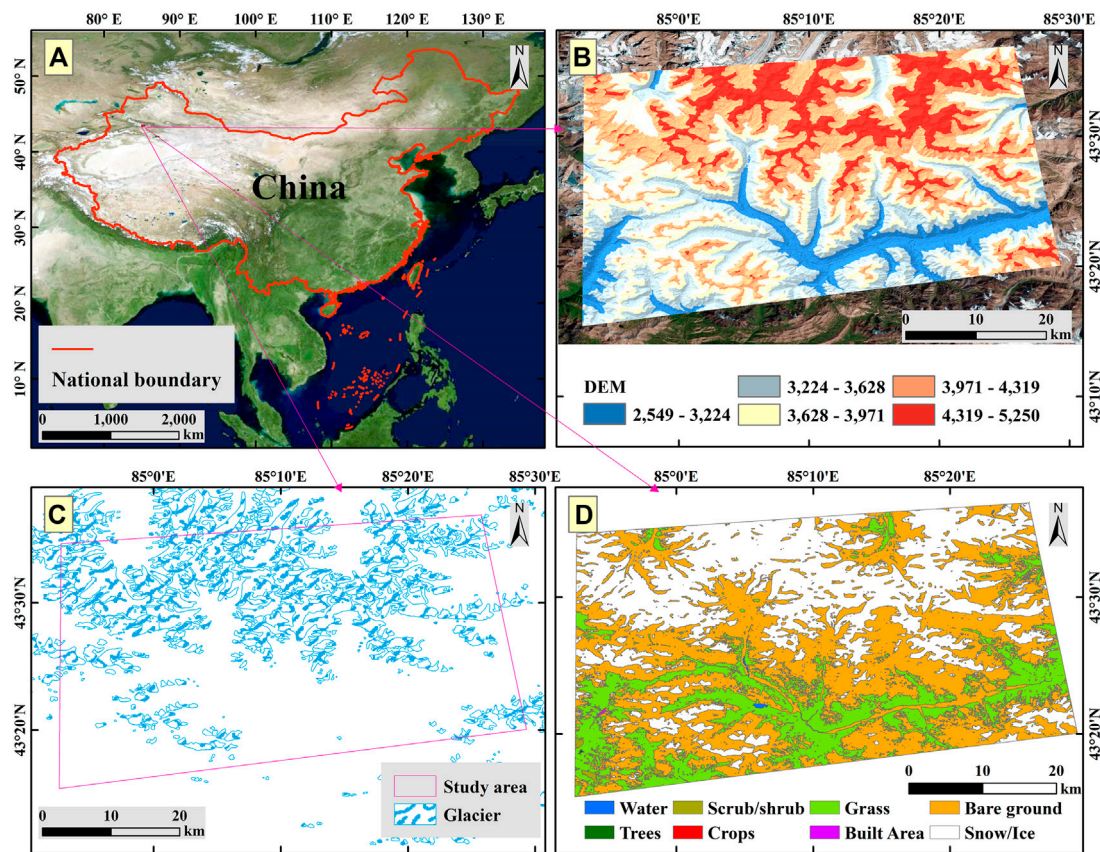 80° E 90° E 100° E 110° E 120° E 130° E
A
N
50° N
40° N
30° N
20° N
10° N
China
National boundary
0 1,000 2,000
km
85°0'E 85°10'E 85°20'E 85°30'E
B
N
43°30'N
43°20'N
43°10'N
0 10 20
km
DEM
2,549 - 3,224
3,224 - 3,628
3,628 - 3,971
3,971 - 4,319
4,319 - 5,250
85°0'E 85°10'E 85°20'E 85°30'E
C
N
43°30'N
43°20'N
Study area
Glacier
0 10 20
km
85°0'E 85°10'E 85°20'E
D
N
43°30'N
43°20'N
0 10 20
km
Water Scrub/shrub Grass Bare ground
Trees Crops Built Area Snow/Ice